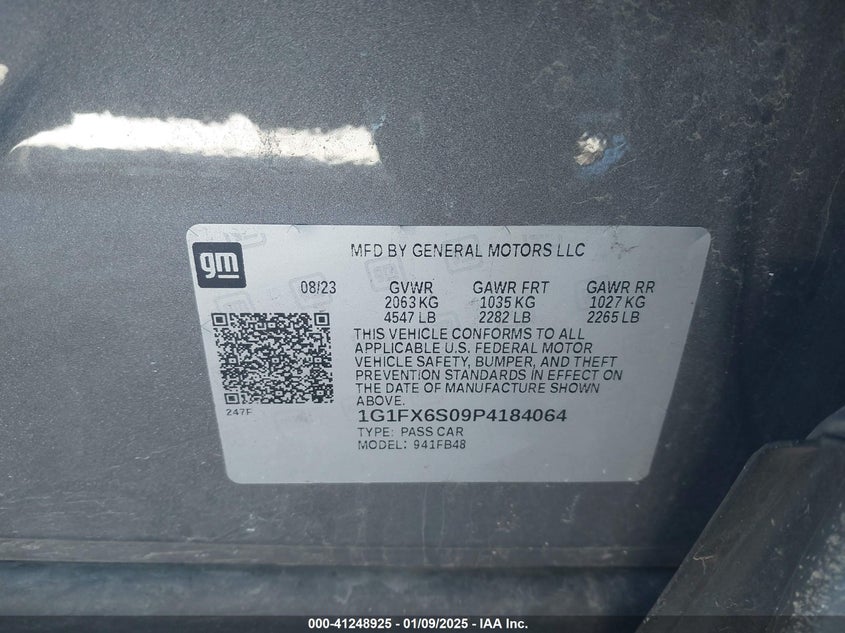 gm
MFD BY GENERAL MOTORS LLC
08/23 GVWR GAWR FRT GAWR RR
2063 KG 1035 KG 1027 KG
4547 LB 2282 LB 2265 LB
THIS VEHICLE CONFORMS TO ALL
APPLICABLE U.S. FEDERAL MOTOR
VEHICLE SAFETY, BUMPER, AND THEFT
PREVENTION STANDARDS IN EFFECT ON
THE DATE OF MANUFACTURE SHOWN
ABOVE.
247F
1G1FX6S09P4184064
TYPE: PASS CAR
MODEL: 941FB48
000-41248925 - 01/09/2025 - IAA Inc.